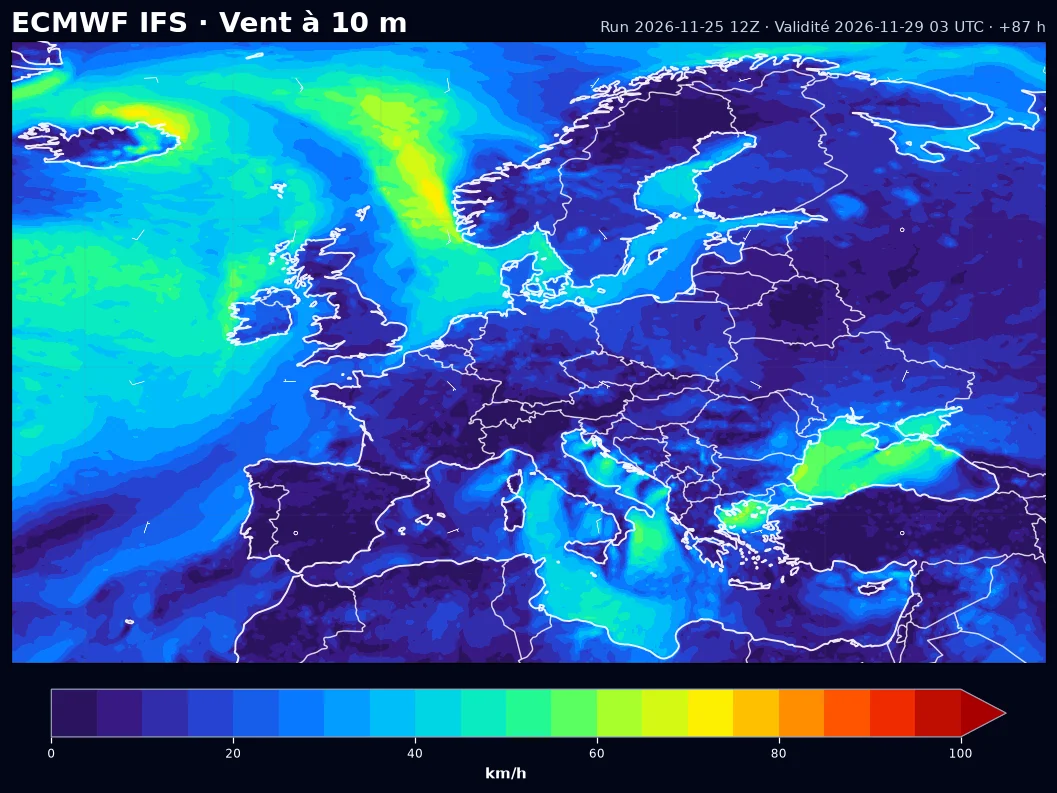 ECMWF IFS · Vent à 10 m
Run 2026-11-25 12Z · Validité 2026-11-29 03 UTC · +87 h
0 20 40 60 80 100
km/h